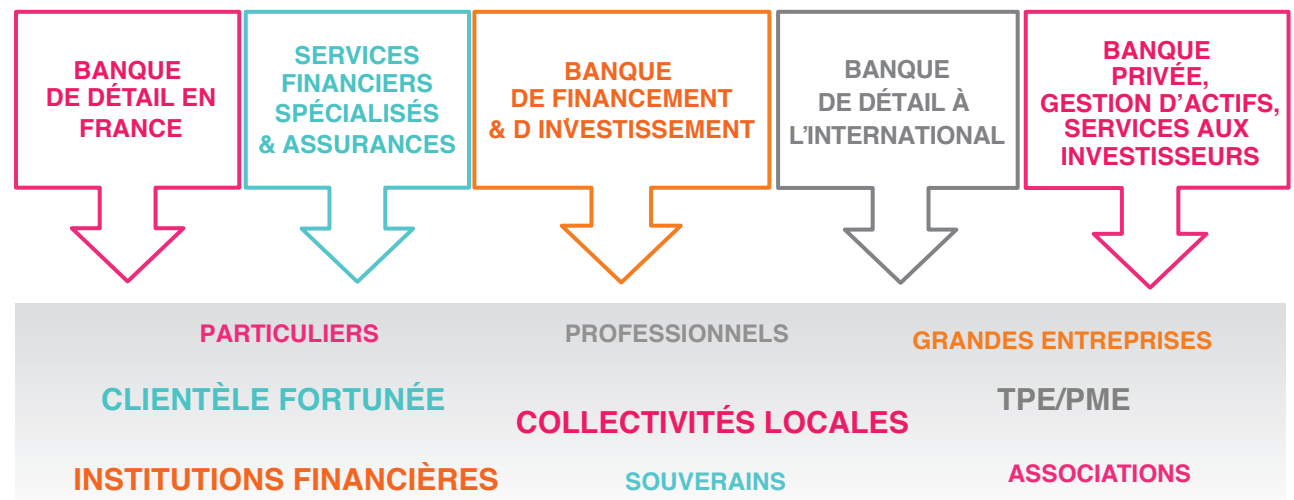 BANQUE
DE DÉTAIL EN
FRANCE
SERVICES
FINANCIERS
SPÉCIALISÉS
& ASSURANCES
BANQUE
DE FINANCEMENT
& D'INVESTISSEMENT
BANQUE
DE DÉTAIL À
L'INTERNATIONAL
BANQUE
PRIVÉE,
GESTION D'ACTIFS,
SERVICES AUX
INVESTISSEURS
PARTICULIERS
PROFESSIONNELS
GRANDES ENTREPRISES
CLIENTÈLE FORTUNÉE
COLLECTIVITÉS LOCALES
TPE/PME
INSTITUTIONS FINANCIÈRES
SOUVERAINS
ASSOCIATIONS